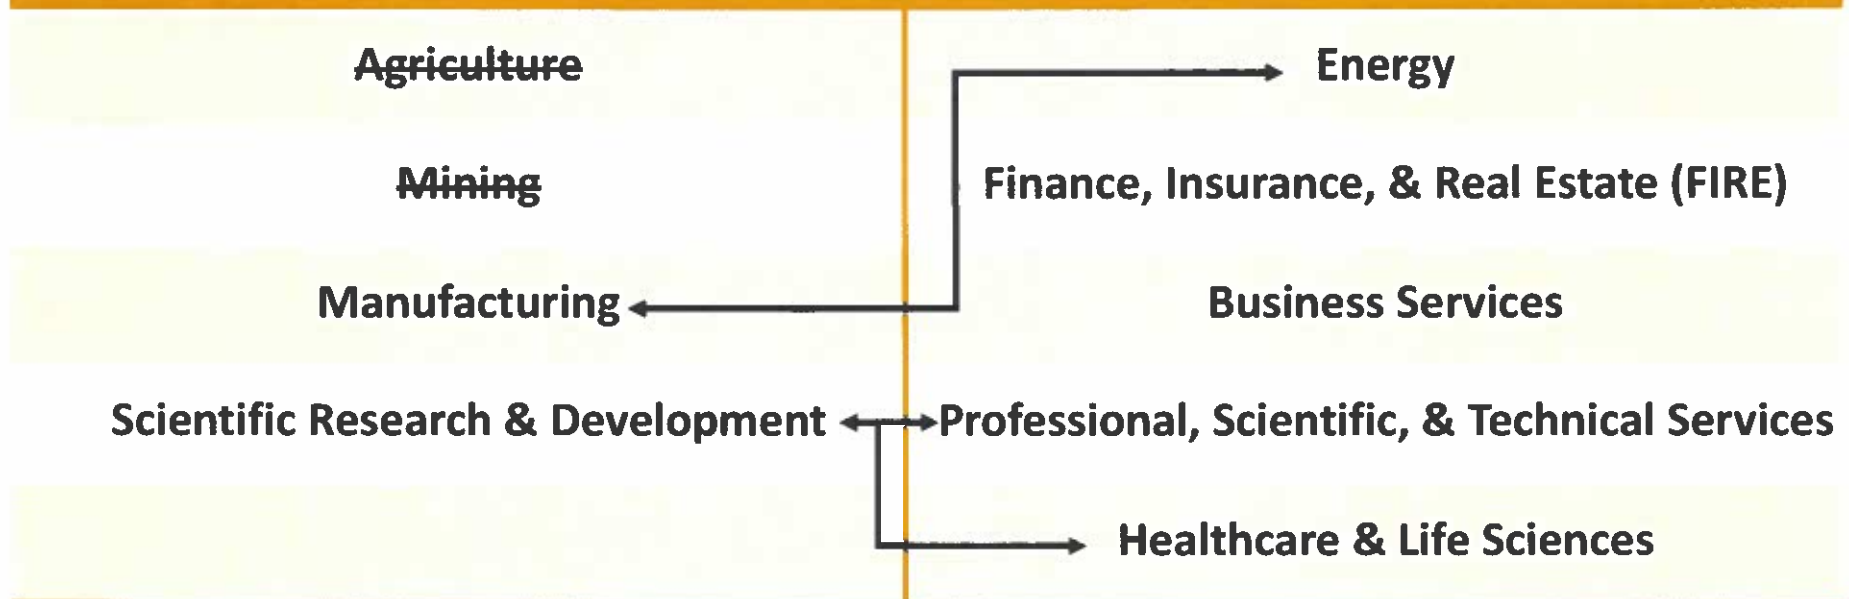 Agriculture
Energy
Mining
Finance, Insurance, & Real Estate (FIRE)
Manufacturing
Business Services
Scientific Research & Development
Professional, Scientific, & Technical Services
Healthcare & Life Sciences